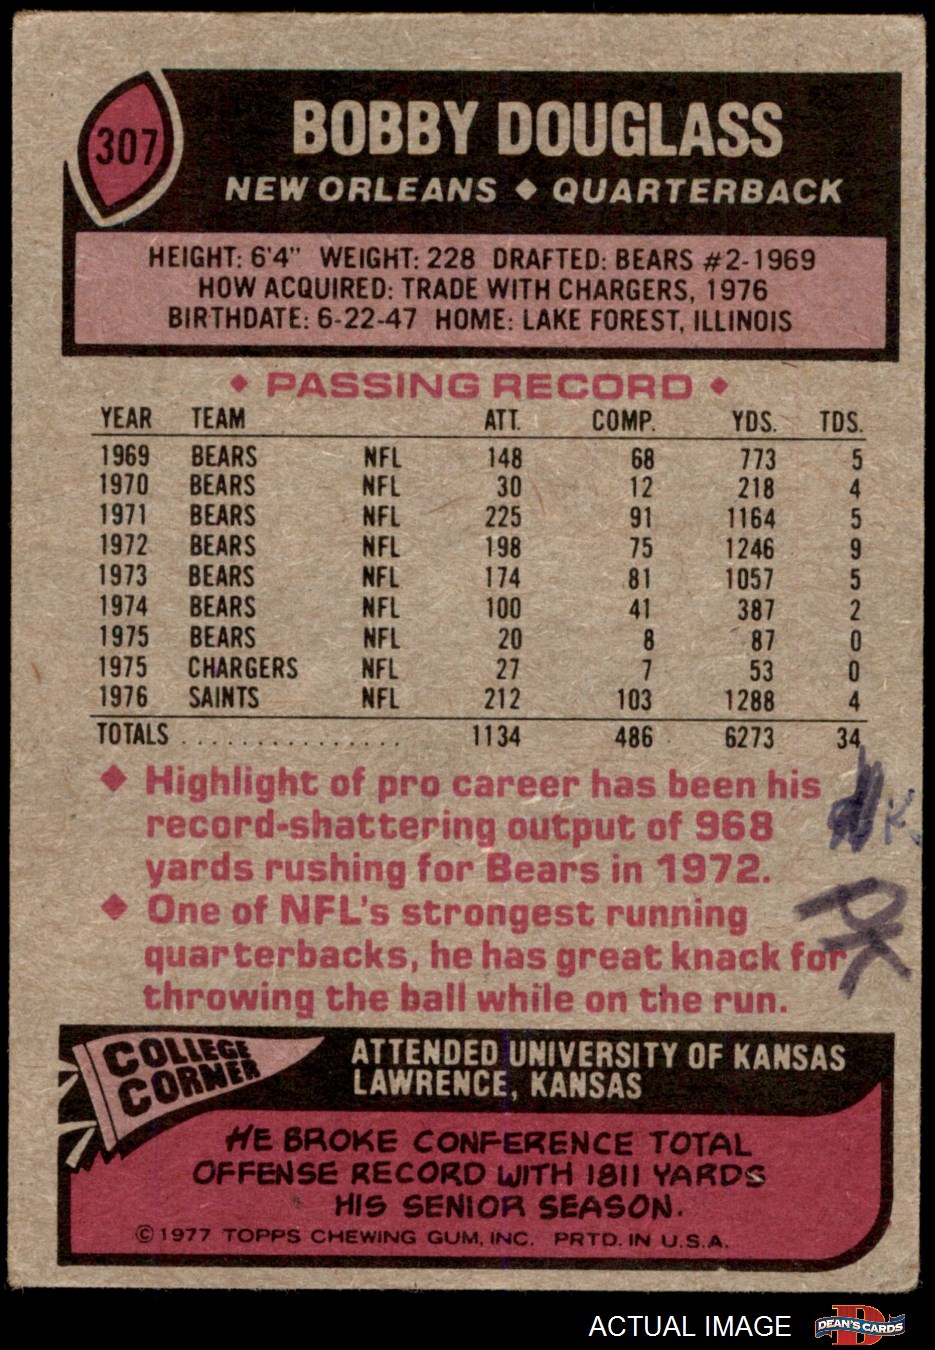 307
BOBBY DOUGLASS
NEW ORLEANS ◆ QUARTERBACK
HEIGHT: 6'4" WEIGHT: 228 DRAFTED: BEARS #2-1969
HOW ACQUIRED: TRADE WITH CHARGERS, 1976
BIRTHDATE: 6-22-47 HOME: LAKE FOREST, ILLINOIS
◆ PASSING RECORD ◆
YEAR TEAM ATT. COMP. YDS. TDS.
1969 BEARS NFL 148 68 773 5
1970 BEARS NFL 30 12 218 4
1971 BEARS NFL 225 91 1164 5
1972 BEARS NFL 198 75 1246 9
1973 BEARS NFL 174 81 1057 5
1974 BEARS NFL 100 41 387 2
1975 BEARS NFL 20 8 87 0
1975 CHARGERS NFL 27 7 53 0
1976 SAINTS NFL 212 103 1288 4
TOTALS ............... 1134 486 6273 34
◆ Highlight of pro career has been his
record-shattering output of 968
yards rushing for Bears in 1972.
◆ One of NFL's strongest running
quarterbacks, he has great knack for
throwing the ball while on the run.
COLLEGE
CORNER
ATTENDED UNIVERSITY OF KANSAS
LAWRENCE, KANSAS
HE BROKE CONFERENCE TOTAL
OFFENSE RECORD WITH 1811 YARDS
HIS SENIOR SEASON.
© 1977 TOPPS CHEWING GUM, INC. PRTD. IN U.S.A.
ACTUAL IMAGE
DEAN'S CARDS